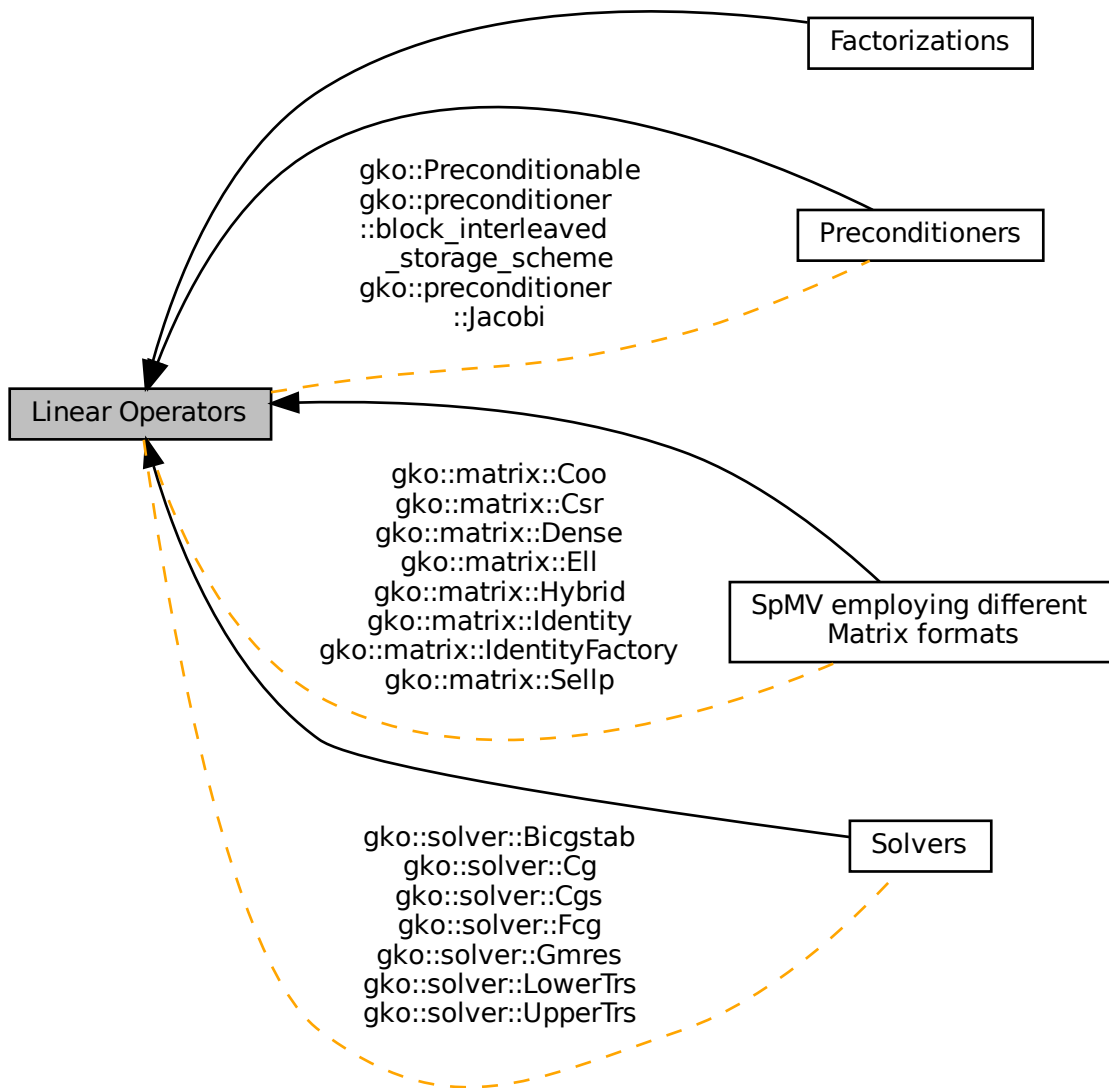 Factorizations
gko::Preconditionable
gko::preconditioner
::block_interleaved
_storage_scheme
gko::preconditioner
::Jacobi
Preconditioners
Linear Operators
gko::matrix::Coo
gko::matrix::Csr
gko::matrix::Dense
gko::matrix::Ell
gko::matrix::Hybrid
gko::matrix::Identity
gko::matrix::IdentityFactory
gko::matrix::Sellp
SpMV employing different
Matrix formats
gko::solver::Bicgstab
gko::solver::Cg
gko::solver::Cgs
gko::solver::Fcg
gko::solver::Gmres
gko::solver::LowerTrs
gko::solver::UpperTrs
Solvers